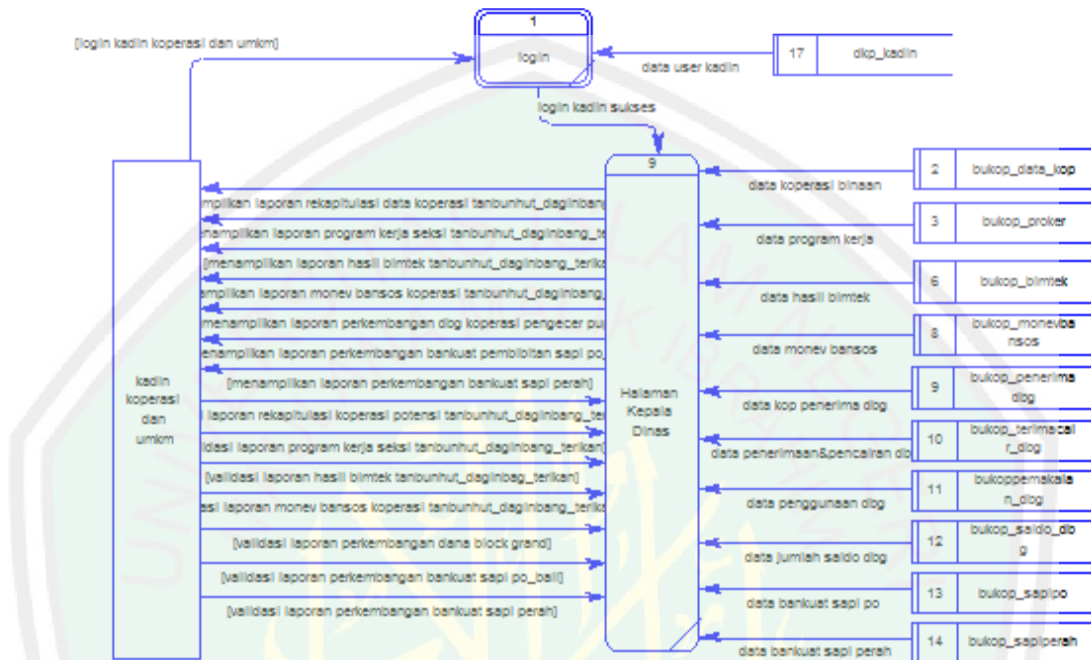 1
[login kadin koperasi dan umkm]
login
17
dkp_kadin
data user kadin
login kadin sukses
9
2
bukop_data_kop
data koperasi binaan
mpilkan laporan rekapitulasi data koperasi tanbunhut_daginbang
3
bukop_proker
enampilkan laporan program kerja seksi tanbunhut_daginbang_te
data program kerja
[menampilkan laporan hasil bimtek tanbunhut_daginbang_terika
6
bukop_bimtek
ampilkan laporan monev bansos koperasi tanbunhut_daginbang_
data hasil bimtek
menampilkan laporan perkembangan dbg koperasi pengecer pu
8
bukop_monevba
nsos
enampilkan laporan perkembangan bankuat pembibitan sapi po_
data monev bansos
[menampilkan laporan perkembangan bankuat sapi perah]
9
bukop_penerima
dbg
kadin
koperasi
dan
umkm
Halaman
Kepala
Dinas
data kop penerima dbg
i laporan rekapitulasi koperasi potensi tanbunhut_daginbang_te
10
bukop_terimacai
r_dbg
idasi laporan program kerja seksi tanbunhut_daginbang_terikan]
data penerimaan&pencairan db
[validasi laporan hasil bimtek tanbunhut_daginbag_terikan]
11
bukoppemakaia
n_dbg
asi laporan monev bansos koperasi tanbunhut_daginbang_terika
data penggunaan dbg
[validasi laporan perkembangan dana block grand]
12
bukop_saldo_db
g
data jumlah saldo dbg
[validasi laporan perkembangan bankuat sapi po_bali]
13
bukop_sapipo
data bankuat sapi po
[validasi laporan perkembangan bankuat sapi perah]
14
bukop_sapiperah
data bankuat sapi perah